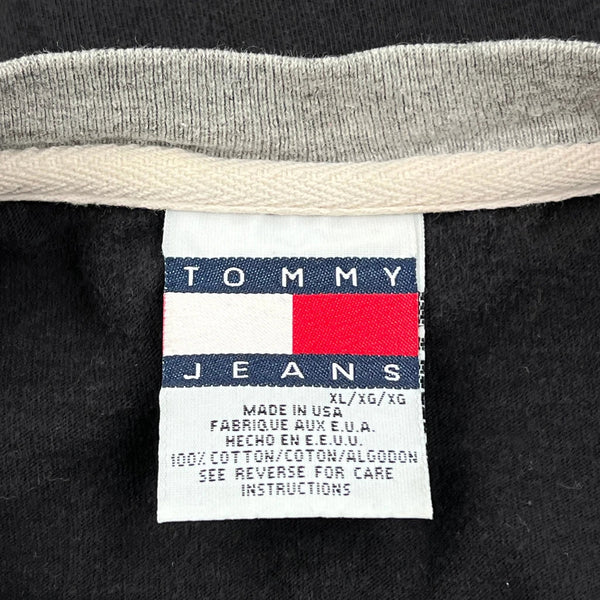 TOMMY
JEANS
XL/XG/XG
MADE IN USA
FABRIQUE AUX E.U.A.
HECHO EN E.E.U.U.
100% COTTON/COTON/ALGODON
SEE REVERSE FOR CARE
INSTRUCTIONS